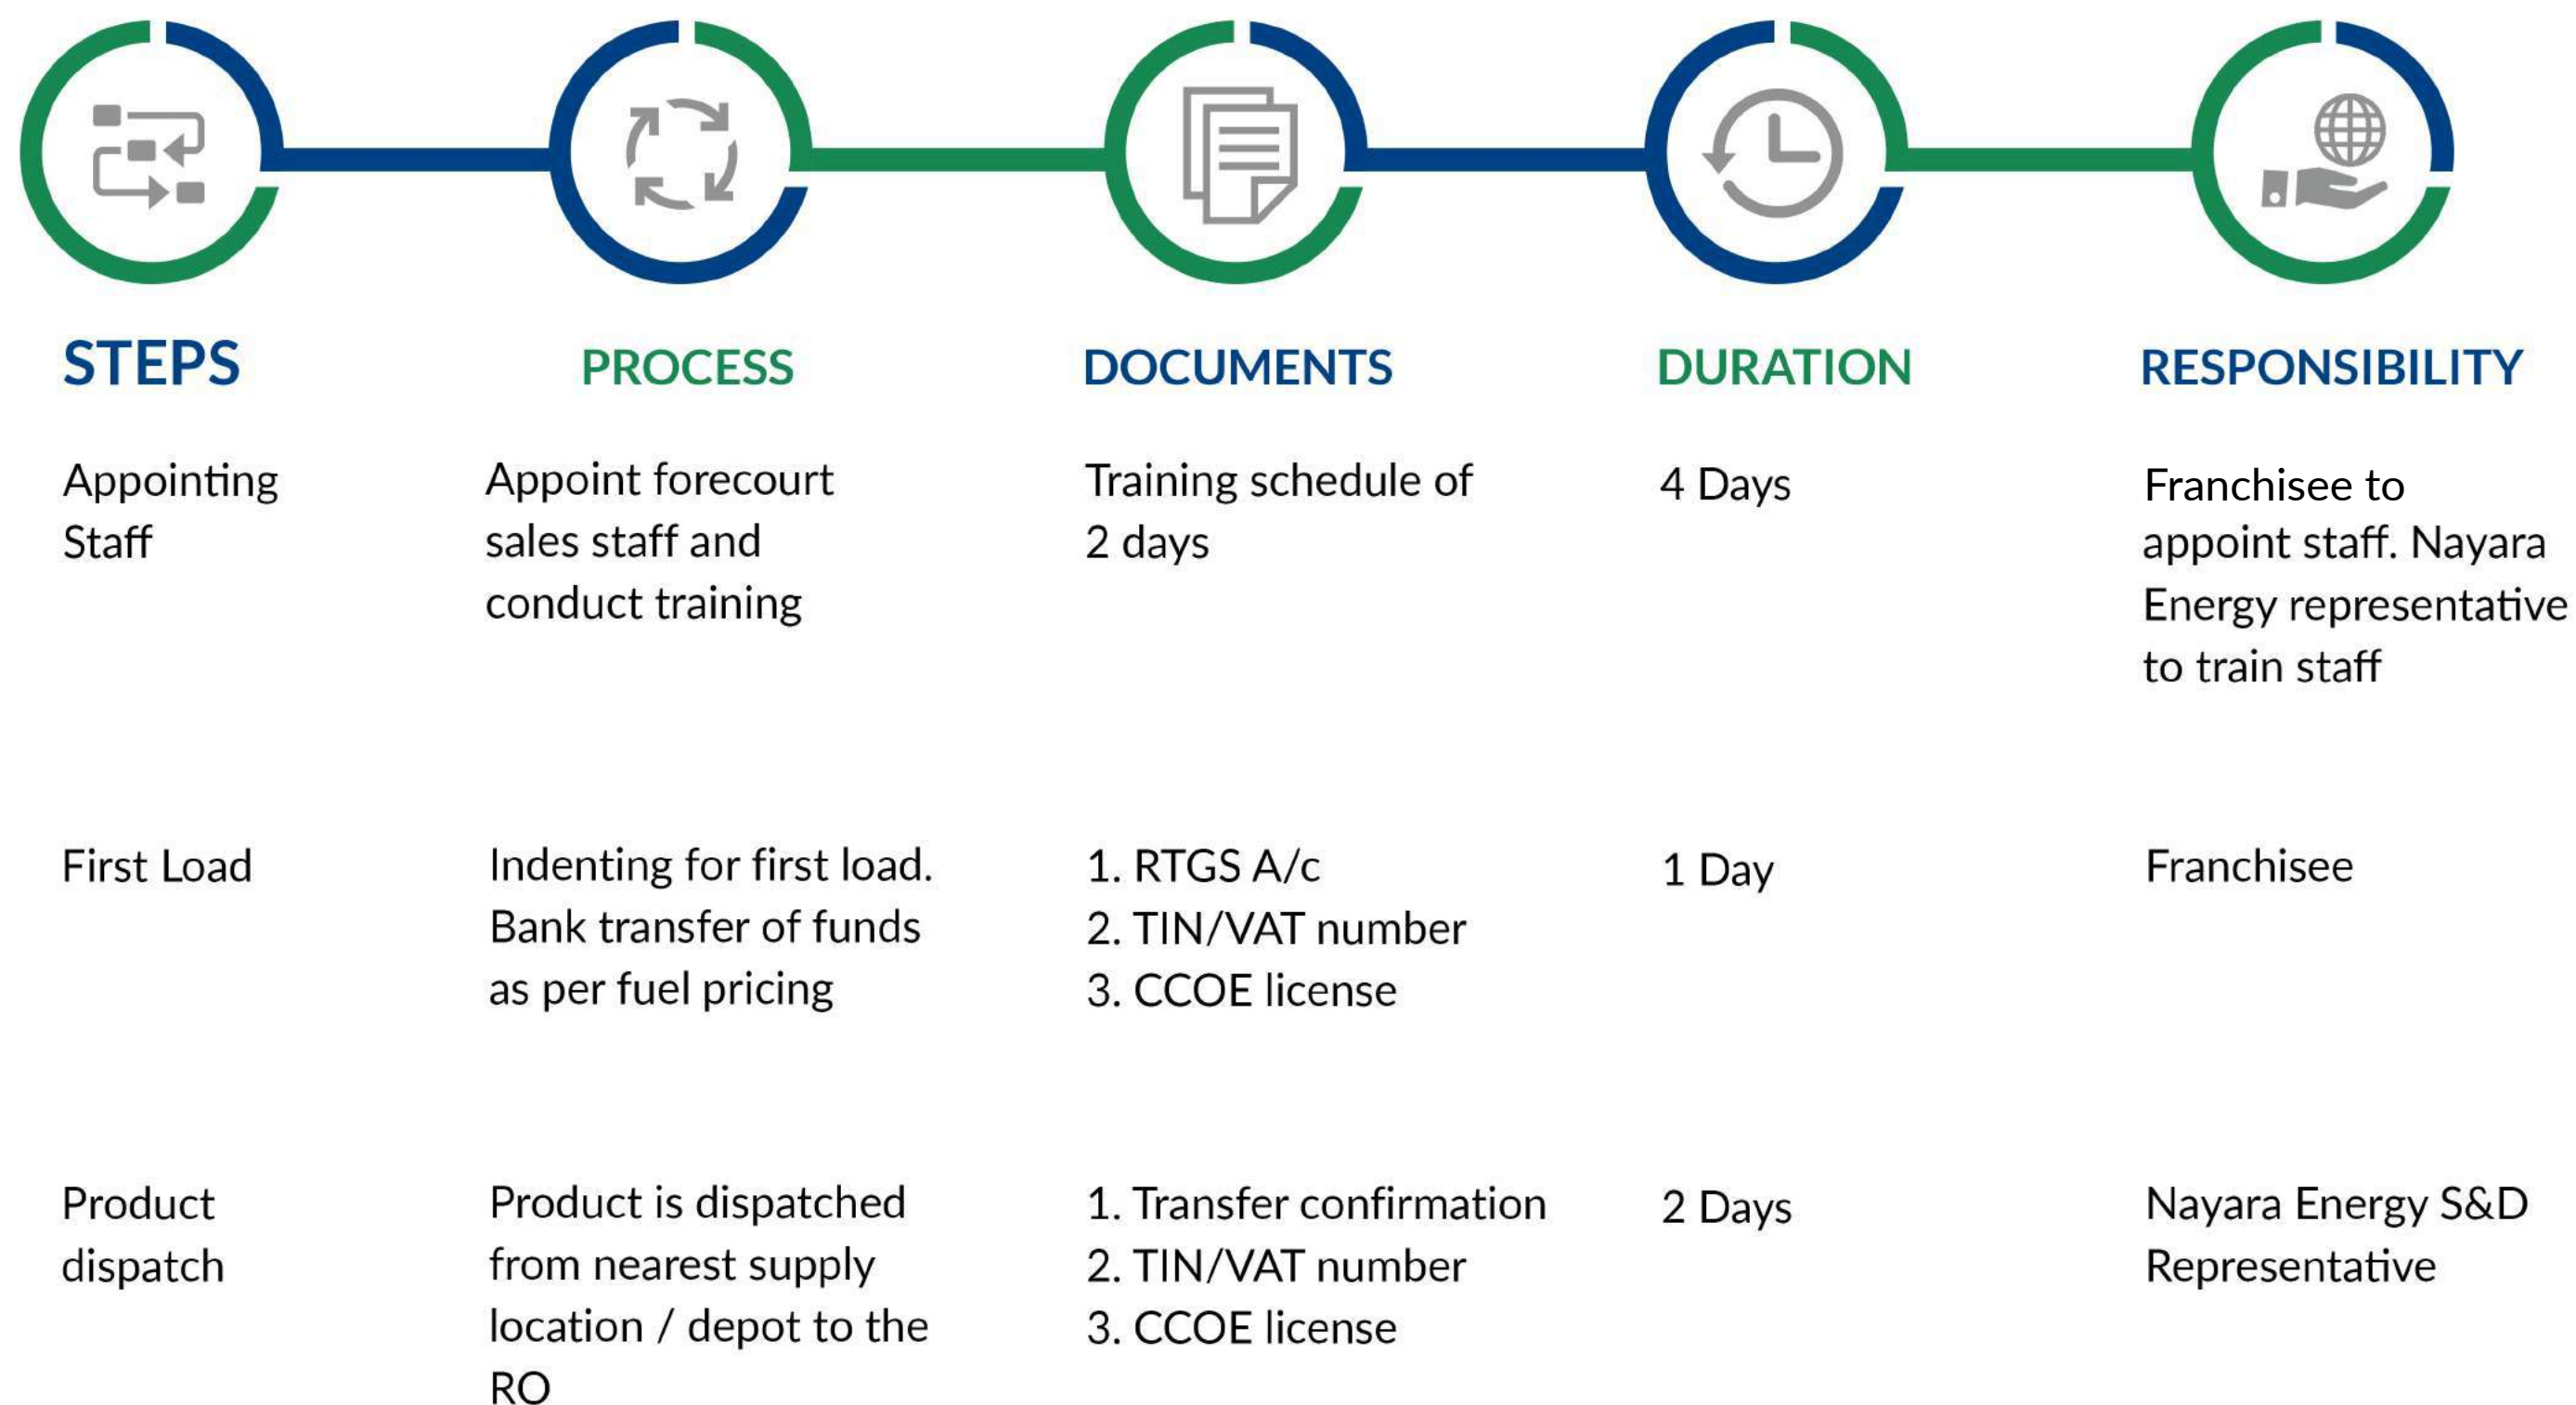 STEPS
PROCESS
DOCUMENTS
DURATION
RESPONSIBILITY
Appointing
Staff
Appoint forecourt
sales staff and
conduct training
Training schedule of
2 days
4 Days
Franchisee to
appoint staff. Nayara
Energy representative
to train staff
First Load
Indenting for first load.
Bank transfer of funds
as per fuel pricing
1. RTGS A/c
2. TIN/VAT number
3. CCOE license
1 Day
Franchisee
Product
dispatch
Product is dispatched
from nearest supply
location / depot to the
RO
1. Transfer confirmation
2. TIN/VAT number
3. CCOE license
2 Days
Nayara Energy S&D
Representative